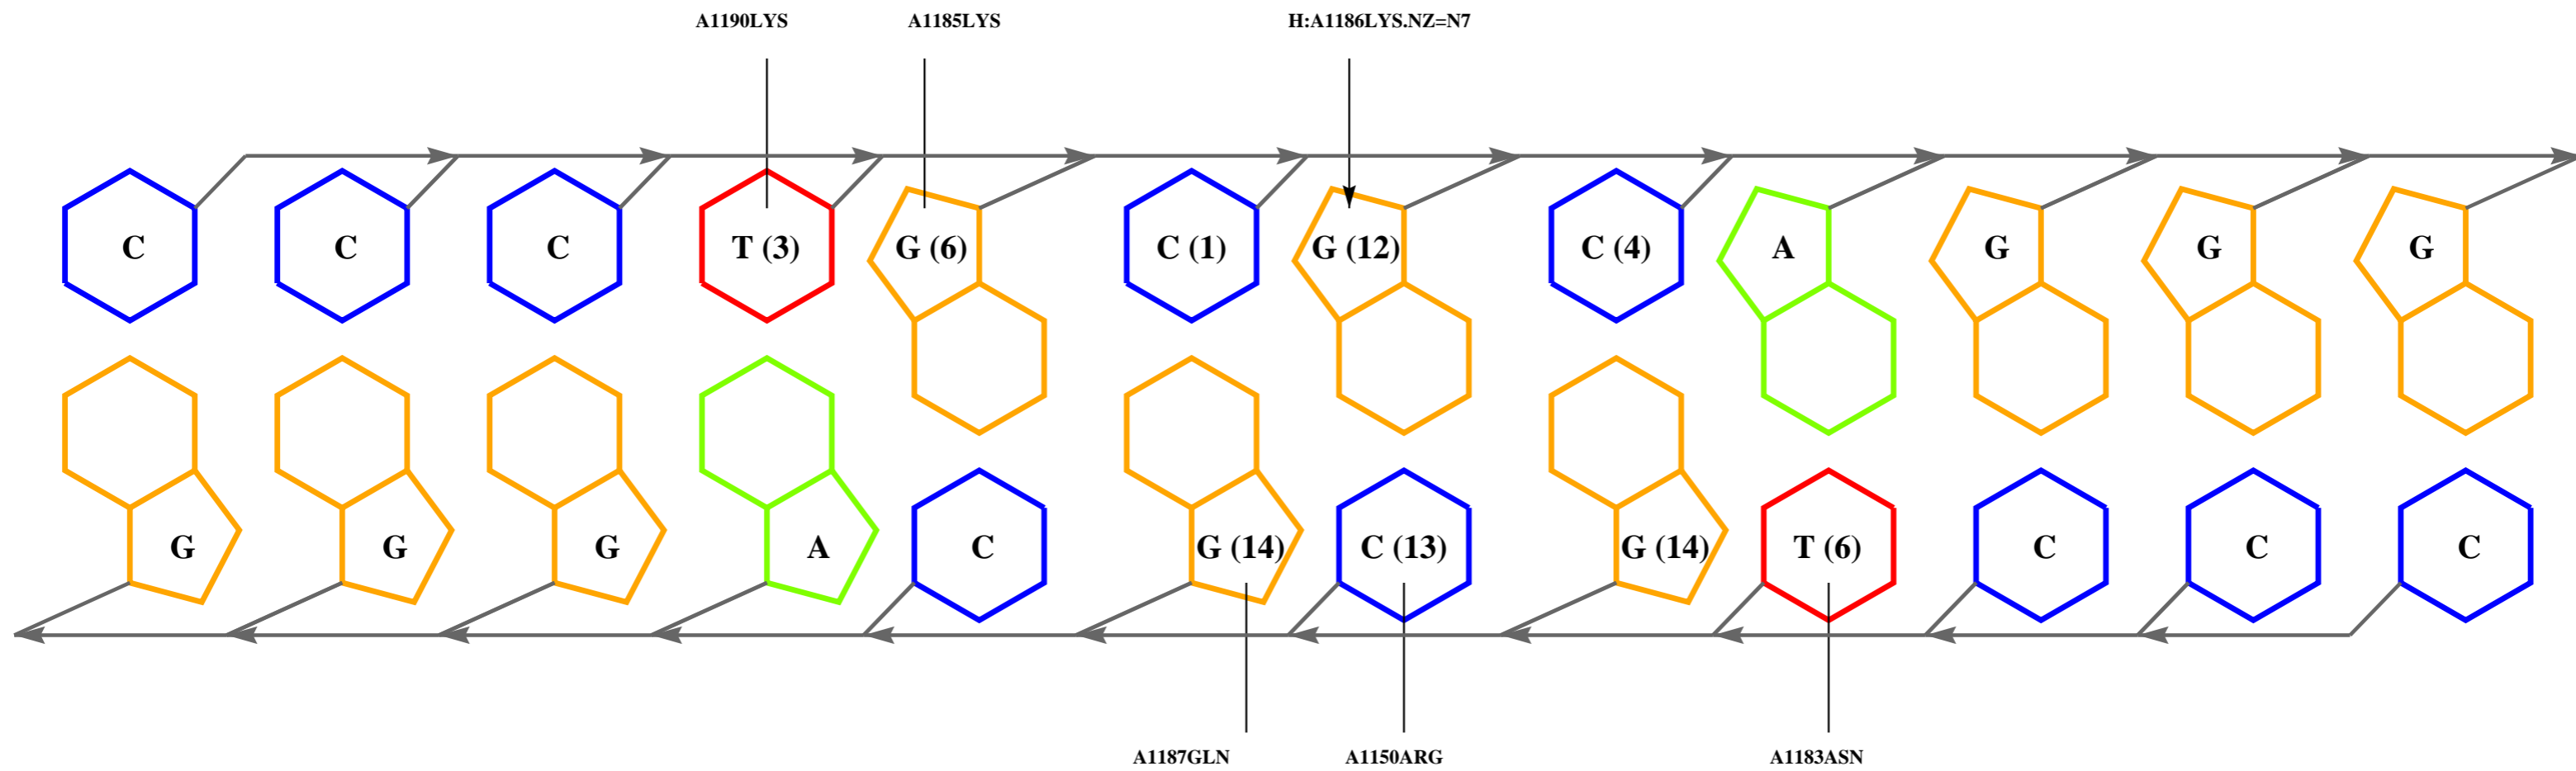 A1190LYS A1185LYS H:A1186LYS.NZ=N7
C C C T (3) G (6) C (1) G (12) C (4) A G G G
G G G A C G (14) C (13) G (14) T (6) C C C
A1187GLN A1150ARG A1183ASN